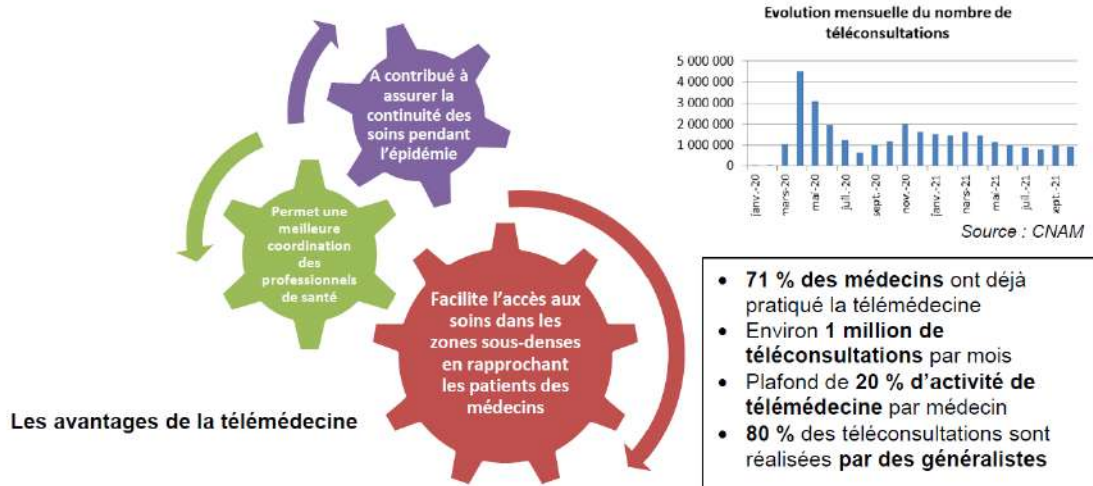 A contribué à
assurer la
continuité des
soins pendant
l'épidémie
Permet une
meilleure
coordination
des
professionnels
de santé
Facilite l'accès aux
soins dans les
zones sous-denses
en rapprochant
les patients des
médecins
Les avantages de la télémédecine
Evolution mensuelle du nombre de
téléconsultations
5 000 000
4 000 000
3 000 000
2 000 000
1 000 000
0
janv.-20
mars-20
mai-20
juil.-20
sept.-20
nov.-20
janv.-21
mars-21
mai-21
juil.-21
sept.-21
Source : CNAM
• 71 % des médecins ont déjà
pratiqué la télémédecine
• Environ 1 million de
téléconsultations par mois
• Plafond de 20 % d'activité de
télémédecine par médecin
• 80 % des téléconsultations sont
réalisées par des généralistes